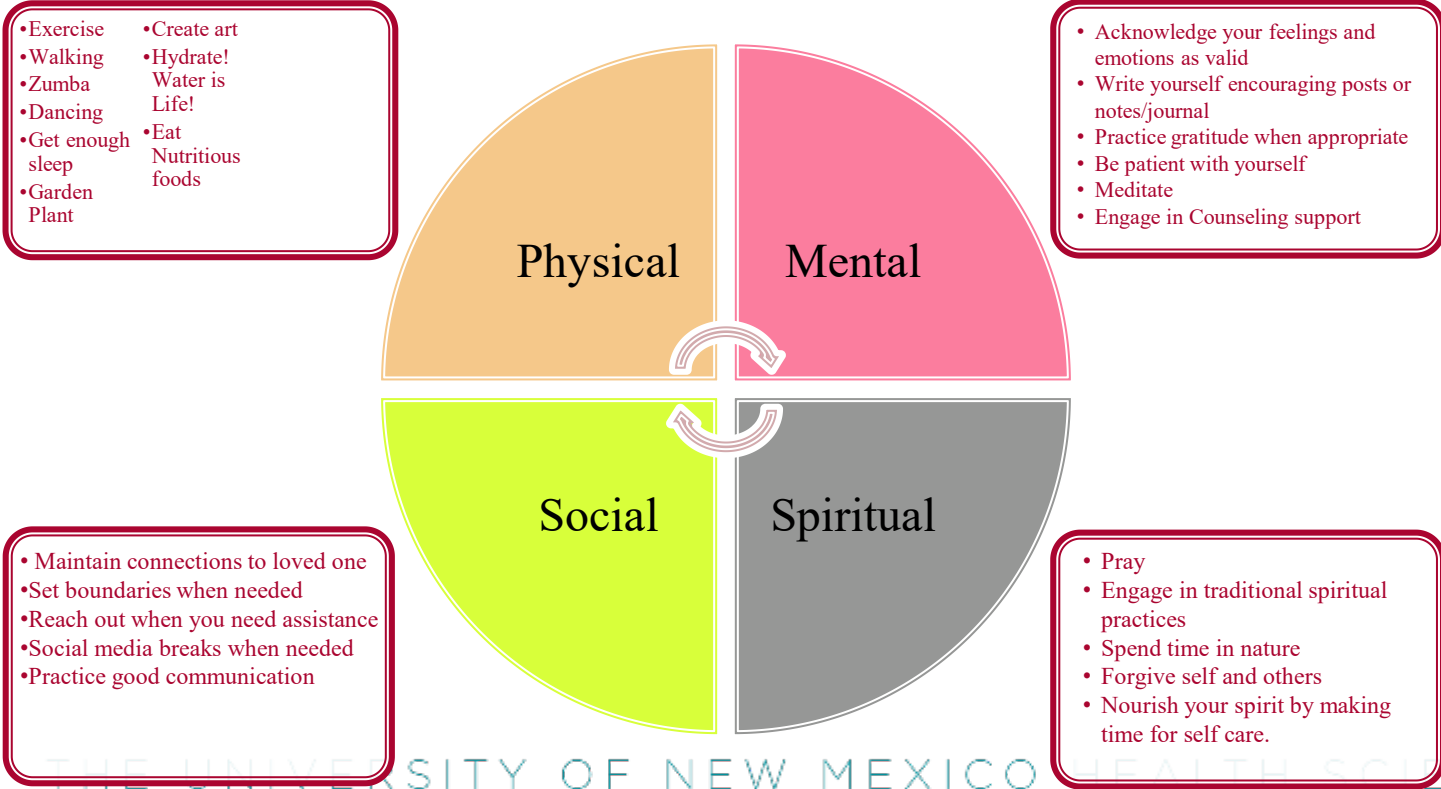 •Exercise
•Walking
•Zumba
•Dancing
•Get enough
sleep
•Garden
Plant
•Create art
•Hydrate!
Water is
Life!
•Eat
Nutritious
foods
• Acknowledge your feelings and
emotions as valid
• Write yourself encouraging posts or
notes/journal
• Practice gratitude when appropriate
• Be patient with yourself
• Meditate
• Engage in Counseling support
Physical
Mental
Social
Spiritual
• Maintain connections to loved one
•Set boundaries when needed
•Reach out when you need assistance
•Social media breaks when needed
•Practice good communication
• Pray
• Engage in traditional spiritual
practices
• Spend time in nature
• Forgive self and others
• Nourish your spirit by making
time for self care.
THE UNIVERSITY OF NEW MEXICO HEALTH SCIE